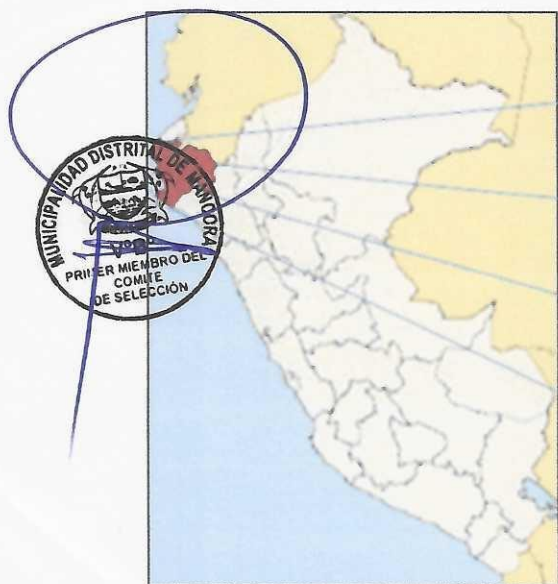 MUNICIPALIDAD DISTRITAL DE MANCORA
V°B°
PRIMER MIEMBRO DEL
COMITE
DE SELECCIÓN